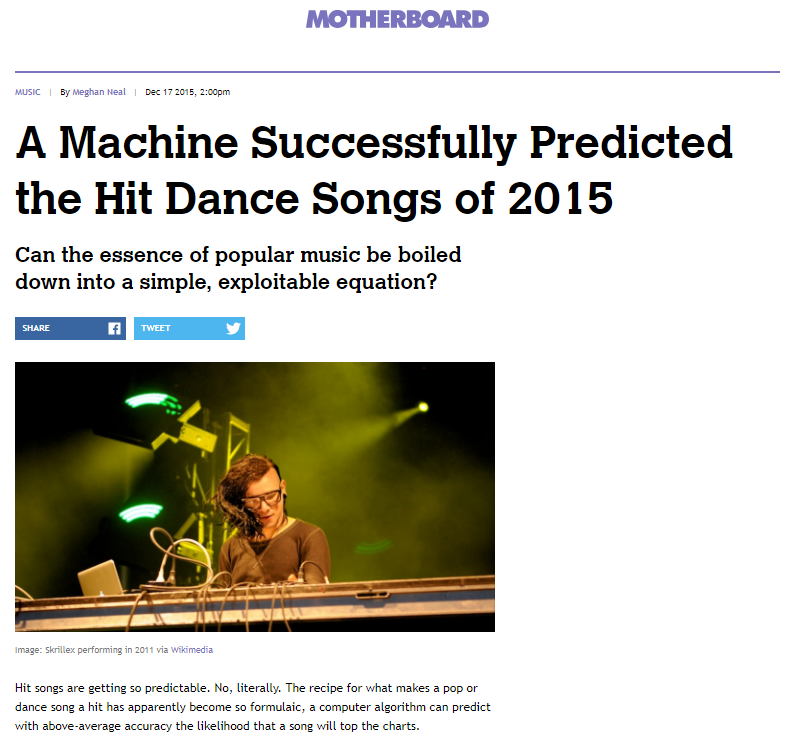 MOTHERBOARD
MUSIC | By Meghan Neal | Dec 17 2015, 2:00pm
A Machine Successfully Predicted
the Hit Dance Songs of 2015
Can the essence of popular music be boiled
down into a simple, exploitable equation?
SHARE TWEET
Image: Skrillex performing in 2011 via Wikimedia
Hit songs are getting so predictable. No, literally. The recipe for what makes a pop or
dance song a hit has apparently become so formulaic, a computer algorithm can predict
with above-average accuracy the likelihood that a song will top the charts.